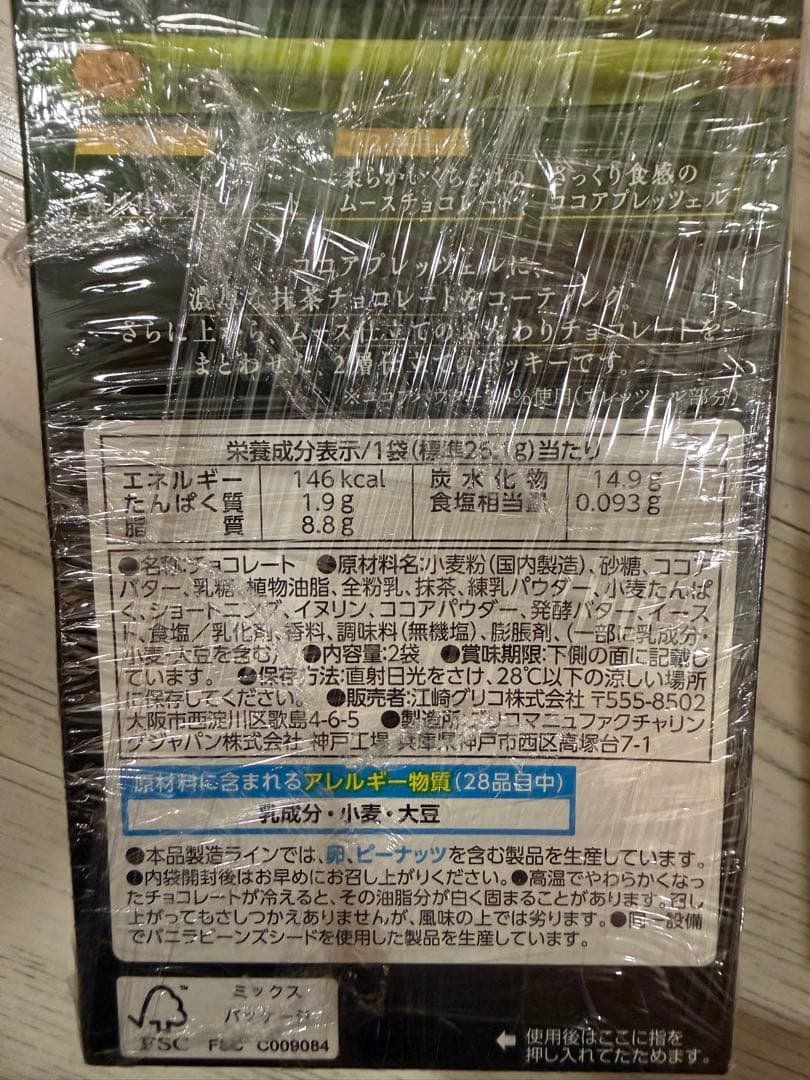 柔らかいくちどけの
ムースチョコレート
ざっくり食感の
ココアプレッツェル
ココアプレッツェルに、
濃厚な抹茶チョコレートをコーティング。
さらに上から、ムース仕立てのふんわりチョコレートを
まとわせた、2層仕立てのポッキーです。
%使用(プレッツェル部分)
栄養成分表示/1袋(標準26.1g)当たり
エネルギー 146kcal 炭水化物 14.9g
たんぱく質 1.9g 食塩相当量 0.093g
脂質 8.8g
●名称:チョコレート ●原材料名:小麦粉(国内製造)、砂糖、ココア
バター、乳糖、植物油脂、全粉乳、抹茶、練乳パウダー、小麦たんぱ
く、ショートニング、イヌリン、ココアパウダー、発酵バター、イース
ト、食塩/乳化剤、香料、調味料(無機塩)、膨脹剤、(一部に乳成分・
小麦・大豆を含む) ●内容量:2袋 ●賞味期限:下側の面に記載し
ています。 ●保存方法:直射日光をさけ、28℃以下の涼しい場所
に保存してください。 ●販売者:江崎グリコ株式会社 〒555-8502
大阪市西淀川区歌島4-6-5 ●製造所:グリコマニュファクチャリン
グジャパン株式会社 神戸工場 兵庫県神戸市西区高塚台7-1
原材料に含まれるアレルギー物質(28品目中)
乳成分・小麦・大豆
●本品製造ラインでは、卵、ピーナッツを含む製品を生産しています。
●内袋開封後はお早めにお召し上がりください。●高温でやわらかくなっ
たチョコレートが冷えると、その油脂分が白く固まることがあります。召し
上がってもさしつかえありませんが、風味の上では劣ります。●同一設備
でバニラビーンズシードを使用した製品を生産しています。
ミックス
パッケージ
FSC FSC C009084
使用後はここに指を
押し入れてたたためます。